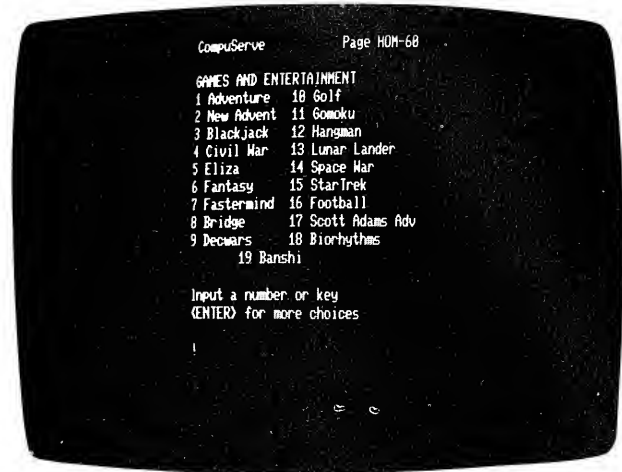 CompuServe Page HOM-60
GAMES AND ENTERTAINMENT
1 Adventure 10 Golf
2 New Advent 11 Gomoku
3 Blackjack 12 Hangman
4 Civil War 13 Lunar Lander
5 Eliza 14 Space War
6 Fantasy 15 StarTrek
7 Fastermind 16 Football
8 Bridge 17 Scott Adams Adv
9 Decwars 18 Biorhythms
19 Banshi
Input a number or key
<ENTER> for more choices
!